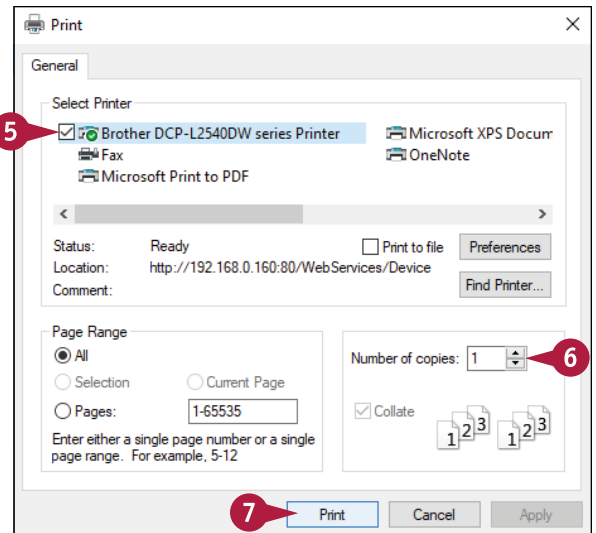 Print
General
Select Printer
5
Brother DCP-L2540DW series Printer
Microsoft XPS Docum
Fax
OneNote
Microsoft Print to PDF
Status: Ready
Print to file
Preferences
Location: http://192.168.0.160:80/WebServices/Device
Comment:
Find Printer...
Page Range
All
Selection
Current Page
Pages: 1-65535
Enter either a single page number or a single
page range. For example, 5-12
Number of copies: 1
6
Collate
1 2 3 1 2 3
7
Print
Cancel
Apply